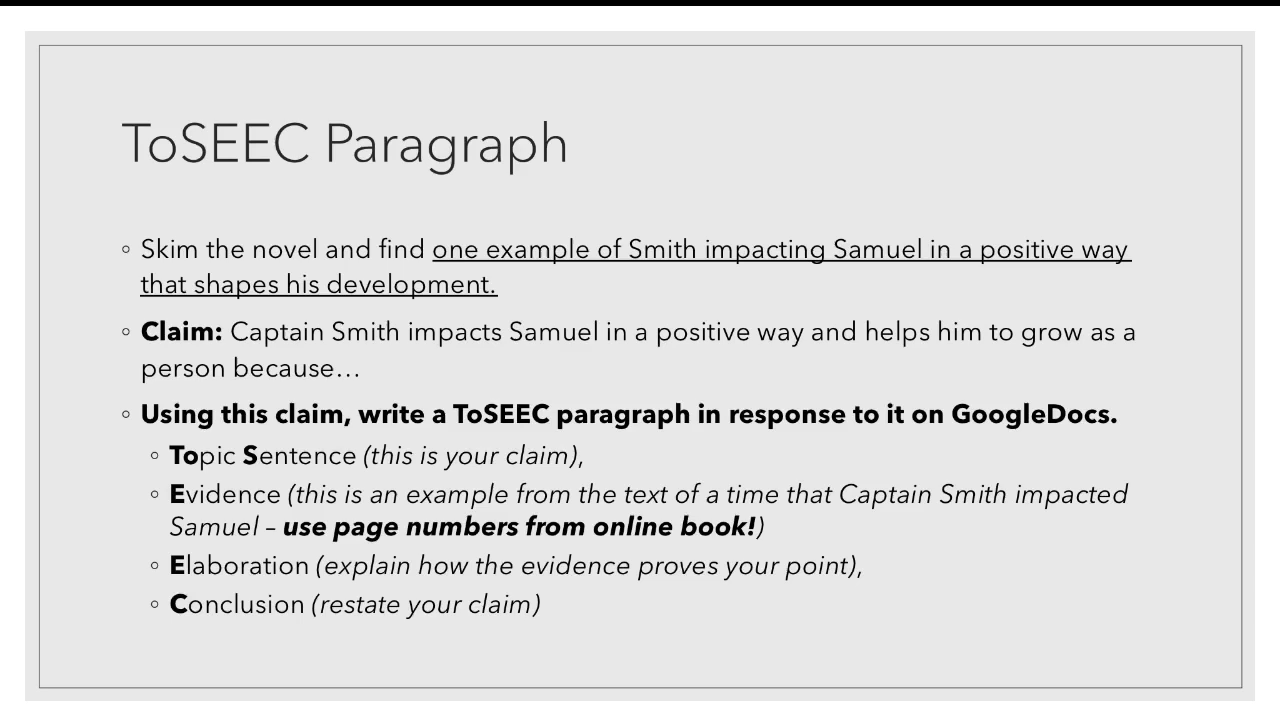 ToSEEC Paragraph
◦ Skim the novel and find one example of Smith impacting Samuel in a positive way
that shapes his development.
◦ Claim: Captain Smith impacts Samuel in a positive way and helps him to grow as a
person because…
◦ Using this claim, write a ToSEEC paragraph in response to it on GoogleDocs.
◦ Topic Sentence (this is your claim),
◦ Evidence (this is an example from the text of a time that Captain Smith impacted
Samuel – use page numbers from online book!)
◦ Elaboration (explain how the evidence proves your point),
◦ Conclusion (restate your claim)